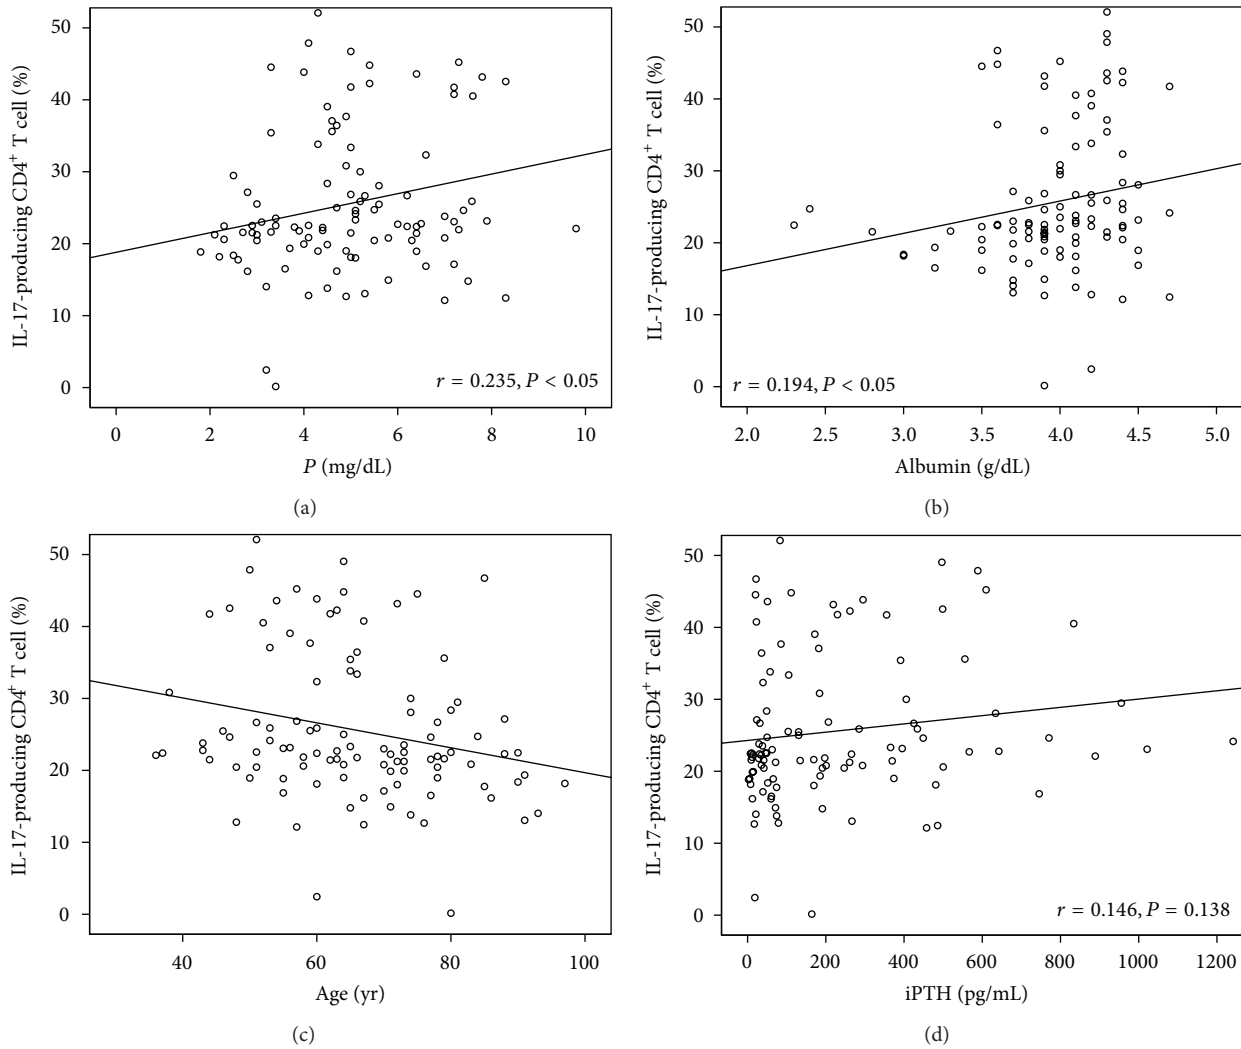 50
40
30
20
10
0
IL-17-producing CD4⁺ T cell (%)
r = 0.235, P < 0.05
0 2 4 6 8 10
P (mg/dL)
(a)
50
40
30
20
10
0
IL-17-producing CD4⁺ T cell (%)
r = 0.194, P < 0.05
2.0 2.5 3.0 3.5 4.0 4.5 5.0
Albumin (g/dL)
(b)
50
40
30
20
10
0
IL-17-producing CD4⁺ T cell (%)
40 60 80 100
Age (yr)
(c)
50
40
30
20
10
0
IL-17-producing CD4⁺ T cell (%)
r = 0.146, P = 0.138
0 200 400 600 800 1000 1200
iPTH (pg/mL)
(d)